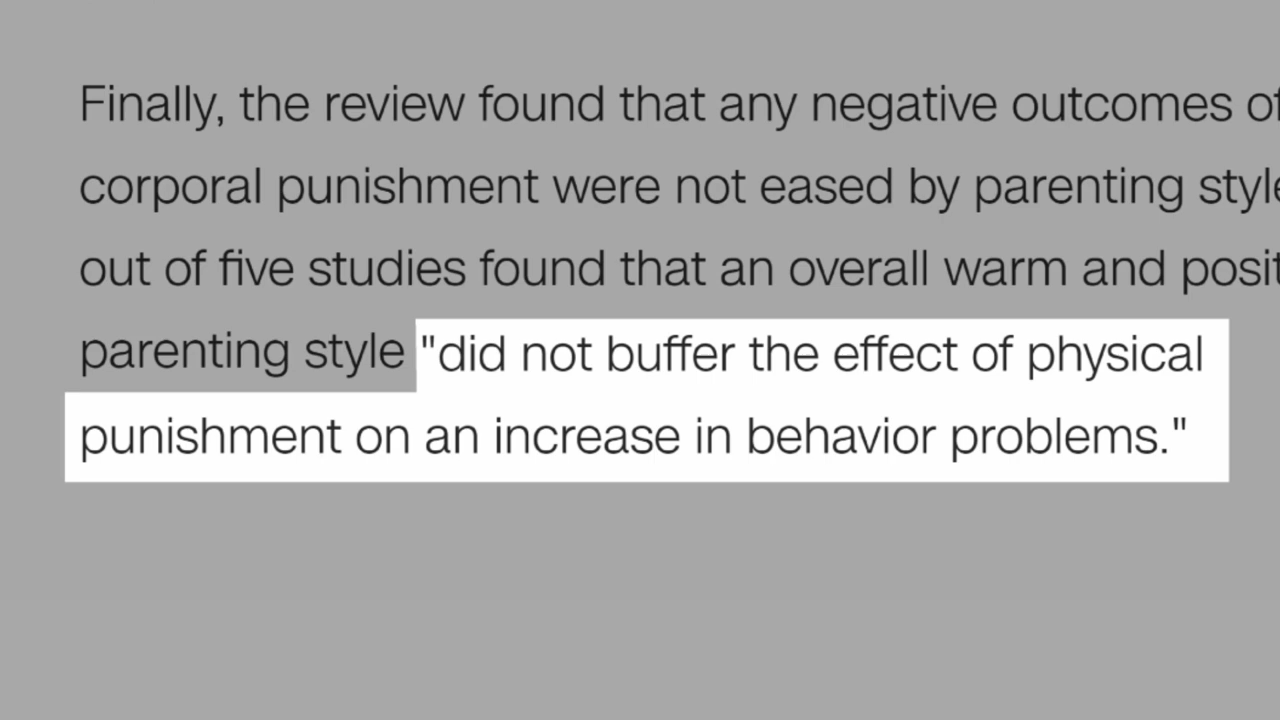 Finally, the review found that any negative outcomes of
corporal punishment were not eased by parenting style
out of five studies found that an overall warm and
parenting style "did not buffer the effect of physical
punishment on an increase in behavior problems."